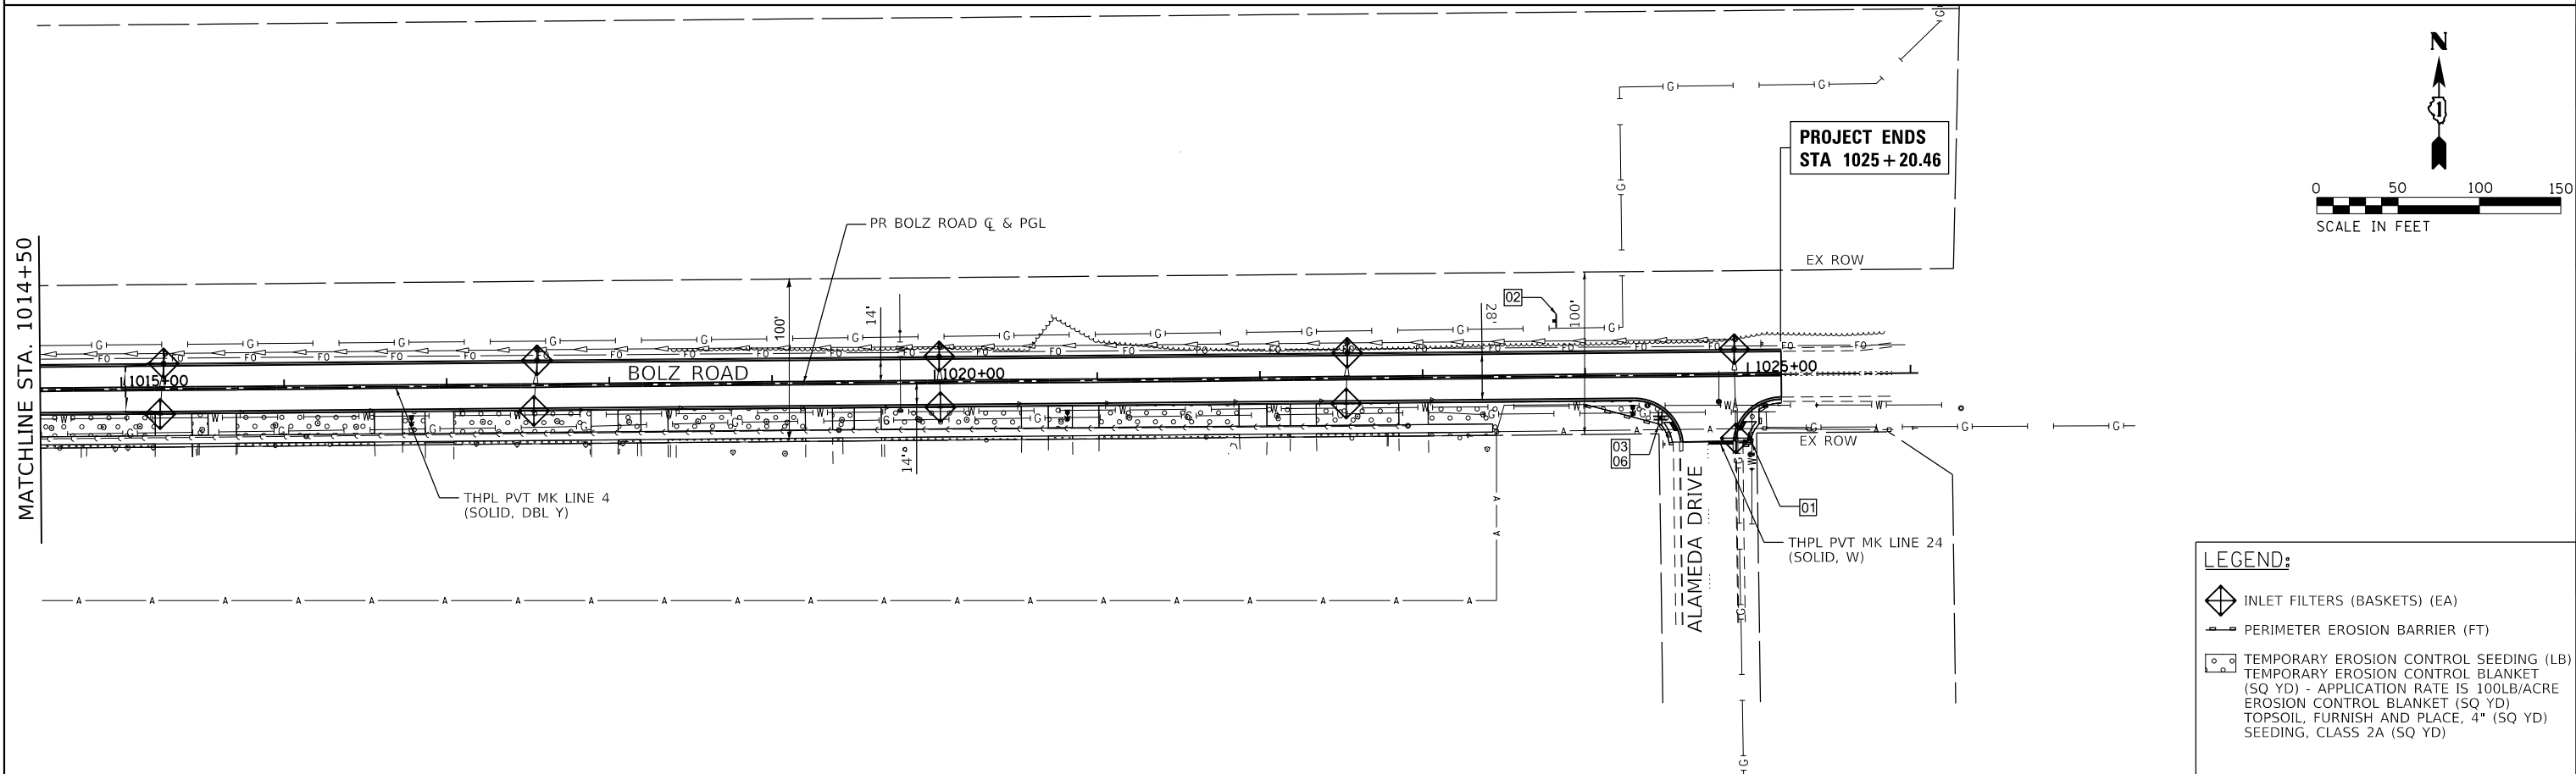 N
PROJECT ENDS
STA 1025+20.46
0 50 100 150
SCALE IN FEET
PR BOLZ ROAD ℄ & PGL
EX ROW
MATCHLINE STA. 1014+50
100'
14'
02
28'
100'
1015+00
BOLZ ROAD
1020+00
1025+00
14'
03
06
EX ROW
THPL PVT MK LINE 4
(SOLID, DBL Y)
01
ALAMEDA DRIVE
THPL PVT MK LINE 24
(SOLID, W)
LEGEND:
INLET FILTERS (BASKETS) (EA)
PERIMETER EROSION BARRIER (FT)
TEMPORARY EROSION CONTROL SEEDING (LB)
TEMPORARY EROSION CONTROL BLANKET
(SQ YD) - APPLICATION RATE IS 100LB/ACRE
EROSION CONTROL BLANKET (SQ YD)
TOPSOIL, FURNISH AND PLACE, 4" (SQ YD)
SEEDING, CLASS 2A (SQ YD)